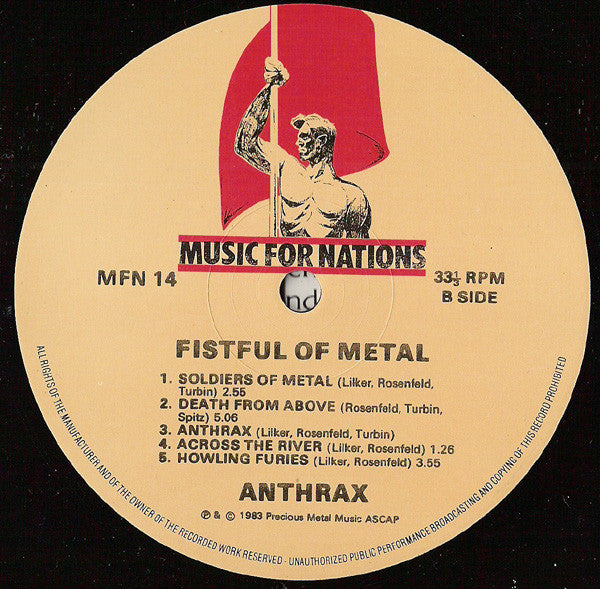 MUSIC FOR NATIONS
MFN 14
33⅓ RPM
B SIDE
nd
FISTFUL OF METAL
1. SOLDIERS OF METAL (Lilker, Rosenfeld,
Turbin) 2.55
2. DEATH FROM ABOVE (Rosenfeld, Turbin,
Spitz) 5.06
3. ANTHRAX (Lilker, Rosenfeld, Turbin)
4. ACROSS THE RIVER (Lilker, Rosenfeld) 1.26
5. HOWLING FURIES (Lilker, Rosenfeld) 3.55
ANTHRAX
℗ & © 1983 Precious Metal Music ASCAP
ALL RIGHTS OF THE MANUFACTURER AND OF THE OWNER OF THE RECORDED WORK RESERVED - UNAUTHORIZED PUBLIC PERFORMANCE BROADCASTING AND COPYING OF THIS RECORD PROHIBITED